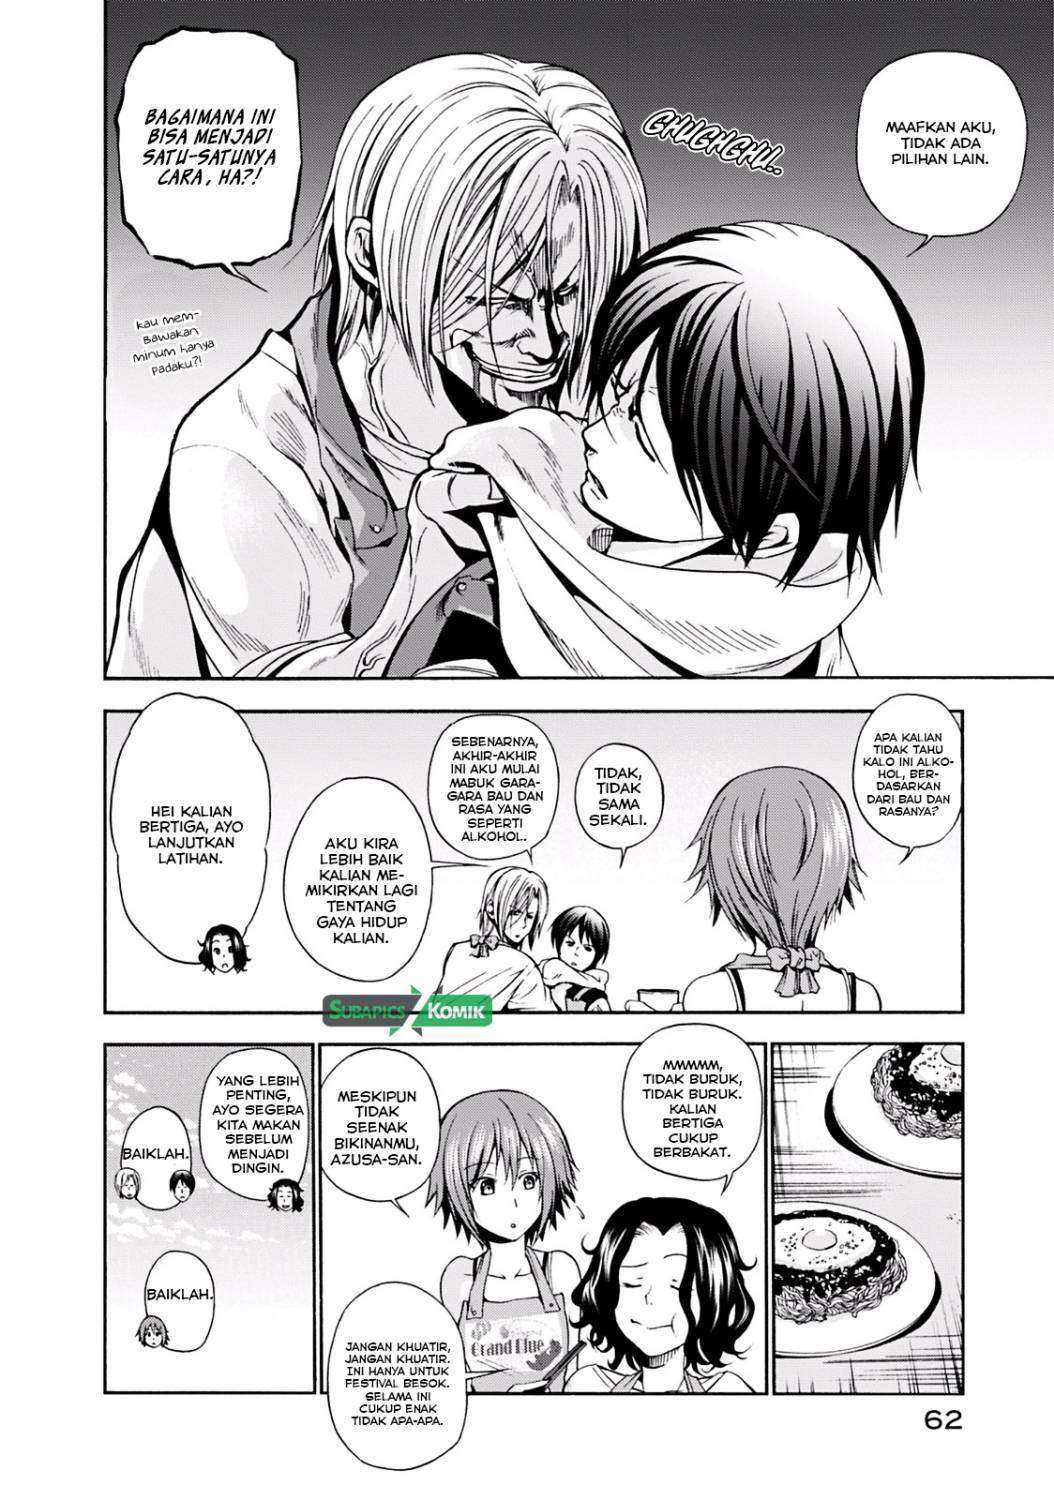 MAAFKAN AKU,
TIDAK ADA
PILIHAN LAIN.
GHUGHGHU..
BAGAIMANA INI
BISA MENJADI
SATU-SATUNYA
CARA, HA?!
kau mem-
bawakan
minum hanya
padaku?!
APA KALIAN
TIDAK TAHU
KALO INI ALKO-
HOL, BER-
DASARKAN
DARI BAU DAN
RASANYA?
TIDAK,
TIDAK
SAMA
SEKALI.
SEBENARNYA,
AKHIR-AKHIR
INI AKU MULAI
MABUK GARA-
GARA BAU DAN
RASA YANG
SEPERTI
ALKOHOL.
AKU KIRA
LEBIH BAIK
KALIAN ME-
MIKIRKAN LAGI
TENTANG
GAYA HIDUP
KALIAN.
HEI KALIAN
BERTIGA, AYO
LANJUTKAN
LATIHAN.
SUBAPICS KOMIK
MMMMM,
TIDAK BURUK,
TIDAK BURUK.
KALIAN
BERTIGA
CUKUP
BERBAKAT.
MESKIPUN
TIDAK
SEENAK
BIKINANMU,
AZUSA-SAN.
Grand Blue
JANGAN KHUATIR,
JANGAN KHUATIR.
INI HANYA UNTUK
FESTIVAL BESOK.
SELAMA INI
CUKUP ENAK
TIDAK APA-APA.
YANG LEBIH
PENTING,
AYO SEGERA
KITA MAKAN
SEBELUM
MENJADI
DINGIN.
BAIKLAH.
BAIKLAH.
62